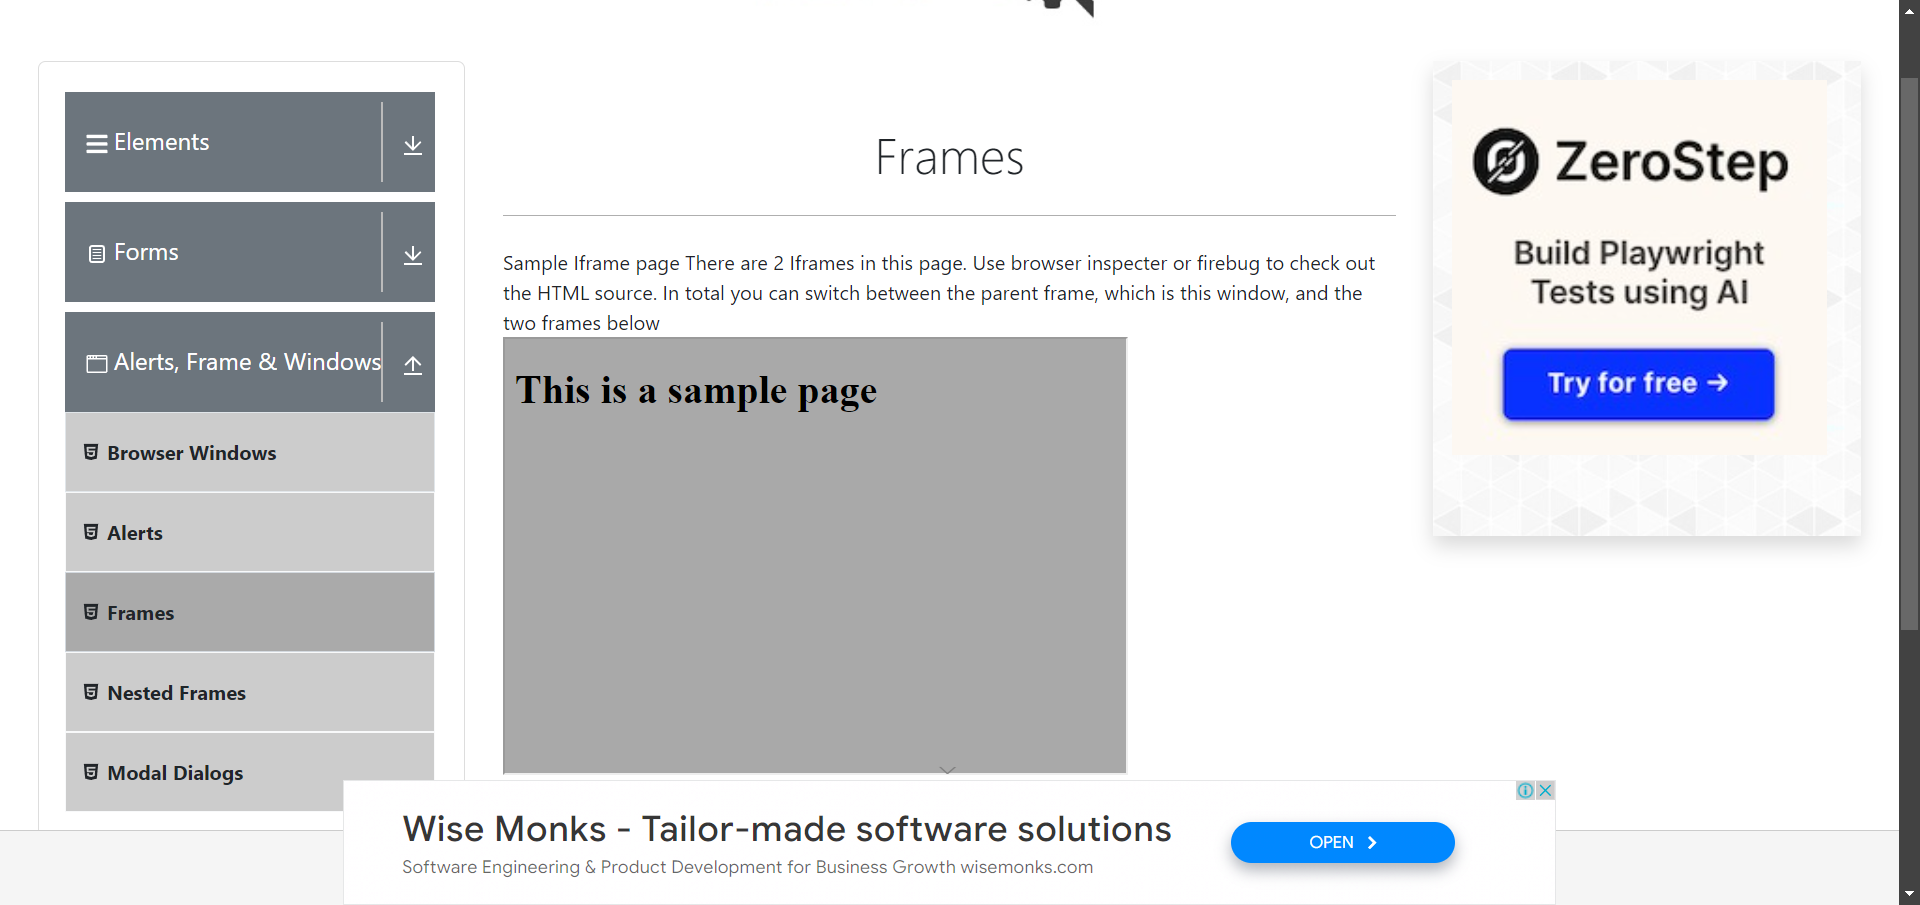 Elements
Forms
Alerts, Frame & Windows
Browser Windows
Alerts
Frames
Nested Frames
Modal Dialogs
Frames
Sample Iframe page There are 2 Iframes in this page. Use browser inspecter or firebug to check out
the HTML source. In total you can switch between the parent frame, which is this window, and the
two frames below
This is a sample page
ZeroStep
Build Playwright
Tests using AI
Try for free →
Wise Monks - Tailor-made software solutions
Software Engineering & Product Development for Business Growth wisemonks.com
OPEN